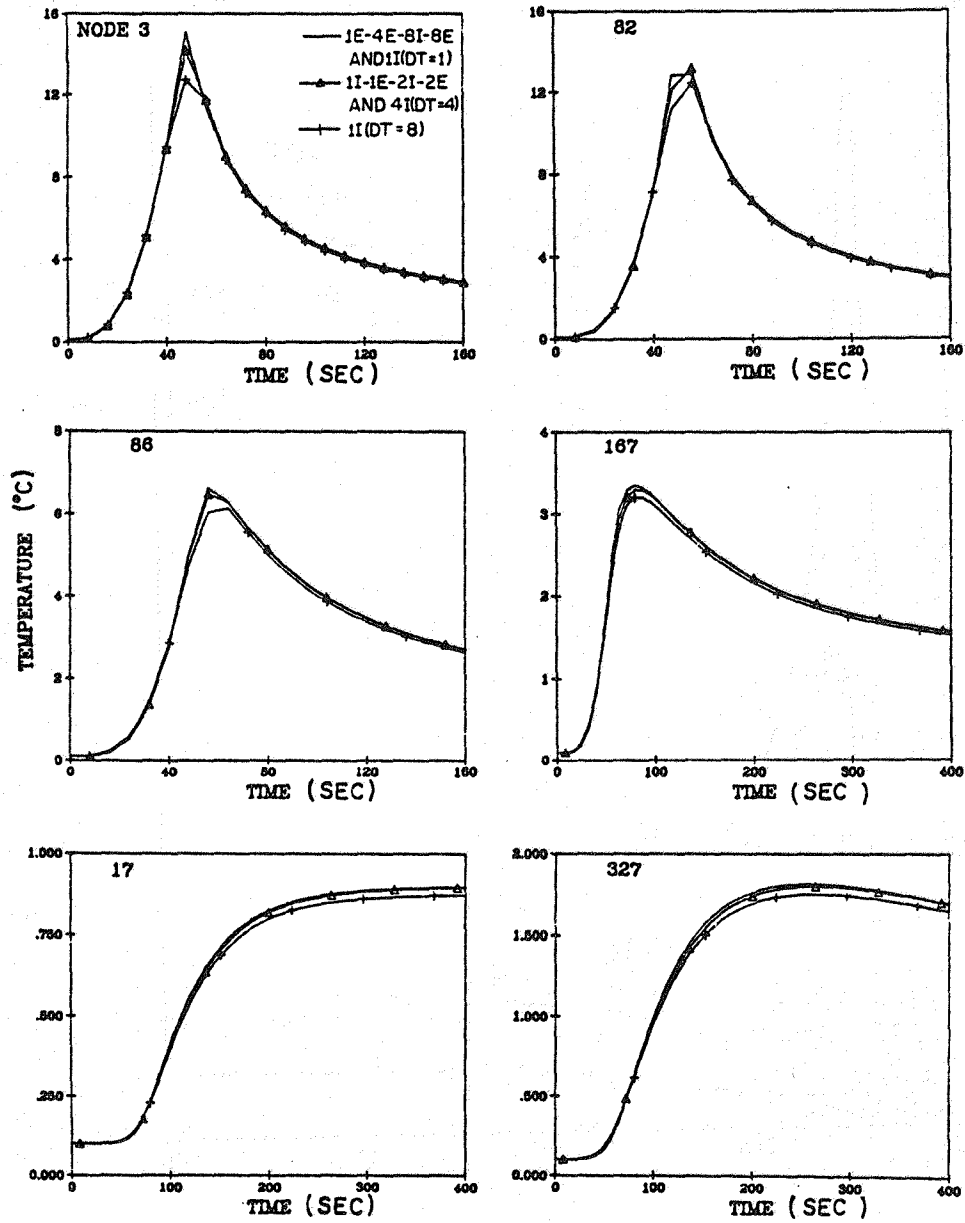 NODE 3
1E-4E-8I-8E
AND 1I(DT=1)
1I-1E-2I-2E
AND 4I(DT=4)
1I(DT=8)
16
12
8
4
0
0 40 80 120 160
TIME (SEC)
82
16
12
8
4
0
0 40 80 120 160
TIME (SEC)
TEMPERATURE (°C)
86
8
6
4
2
0
0 40 80 120 160
TIME (SEC)
167
4
3
2
1
0
0 100 200 300 400
TIME (SEC)
17
1.000
.750
.500
.250
0.000
0 100 200 300 400
TIME (SEC)
327
2.000
1.500
1.000
.500
0.000
0 100 200 300 400
TIME (SEC)